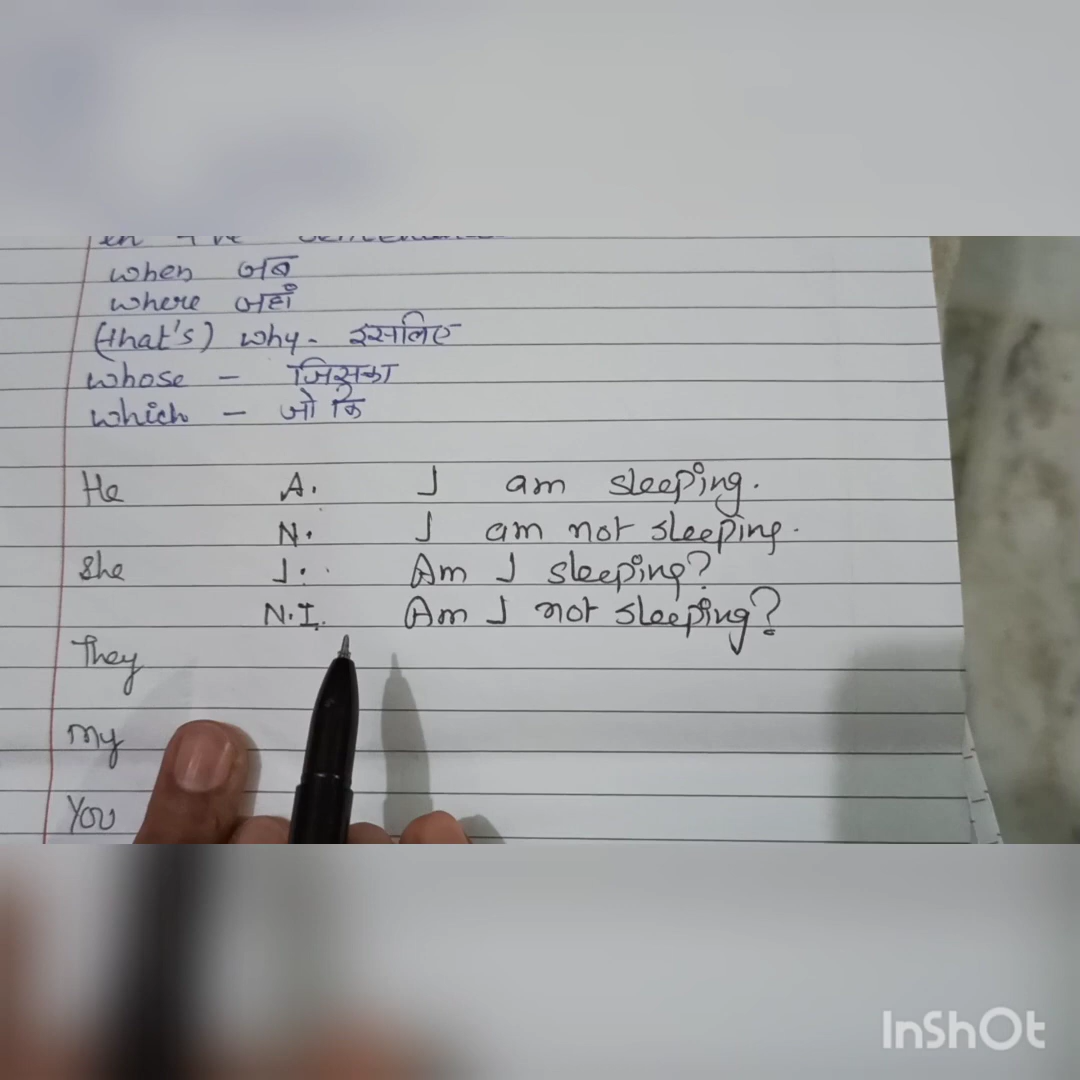 when जब
where जहाँ
(that's) why - इसलिए
whose - जिसका
which - जो कि
He A. I am sleeping.
N. I am not sleeping.
She I. Am I sleeping?
N.I. Am I not sleeping?
They
My
You
InShOt